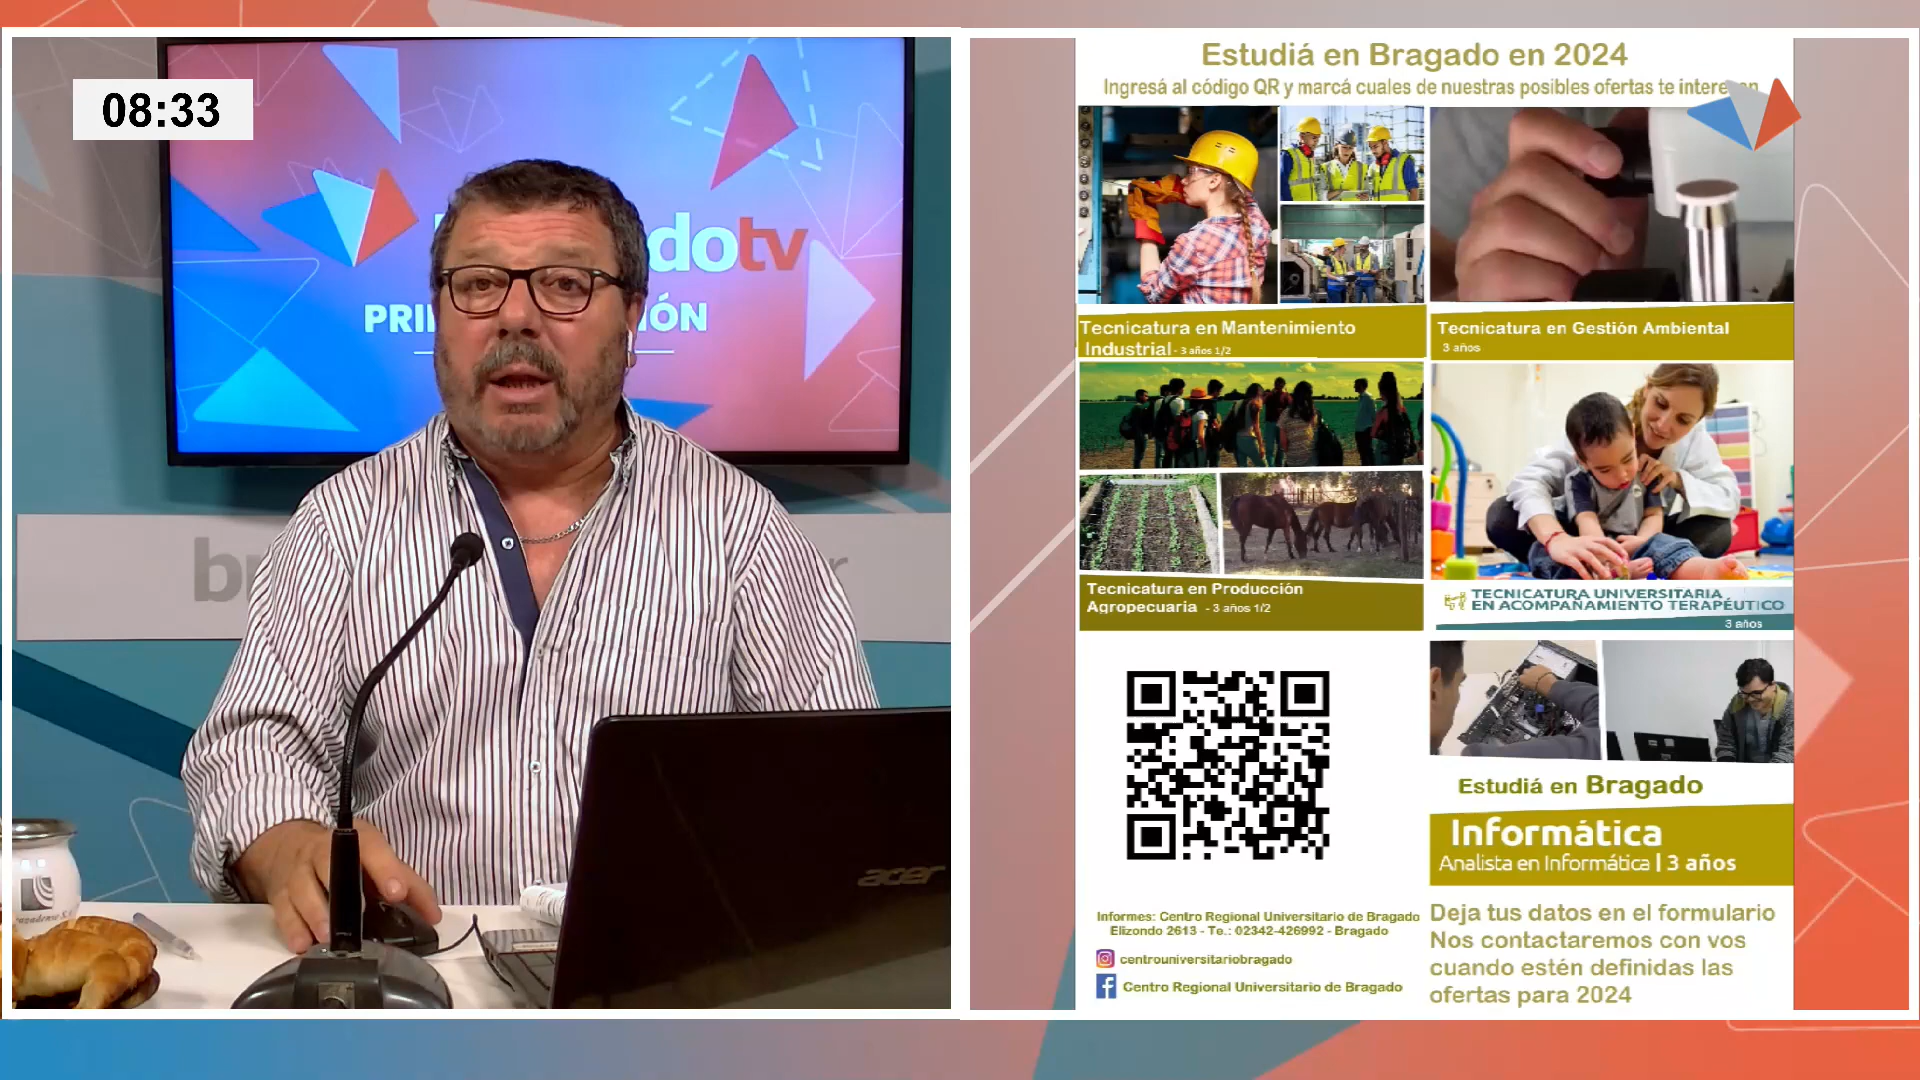 08:33
dotv
acer
Estudiá en Bragado en 2024
Ingresá al código QR y marcá cuales de nuestras posibles ofertas te
Tecnicatura en Mantenimiento
Industrial - 3 años 1/2
Tecnicatura en Gestión Ambiental
3 años
Tecnicatura en Producción
Agropecuaria - 3 años 1/2
TECNICATURA UNIVERSITARIA
EN ACOMPAÑAMIENTO TERAPÉUTICO
3 años
Estudiá en Bragado
Informática
Analista en Informática | 3 años
Informes: Centro Regional Universitario de Bragado
Elizondo 2613 - Te.: 02342-426992 - Bragado
centrouniversitariobragado
Centro Regional Universitario de Bragado
Deja tus datos en el formulario
Nos contactaremos con vos
cuando estén definidas las
ofertas para 2024